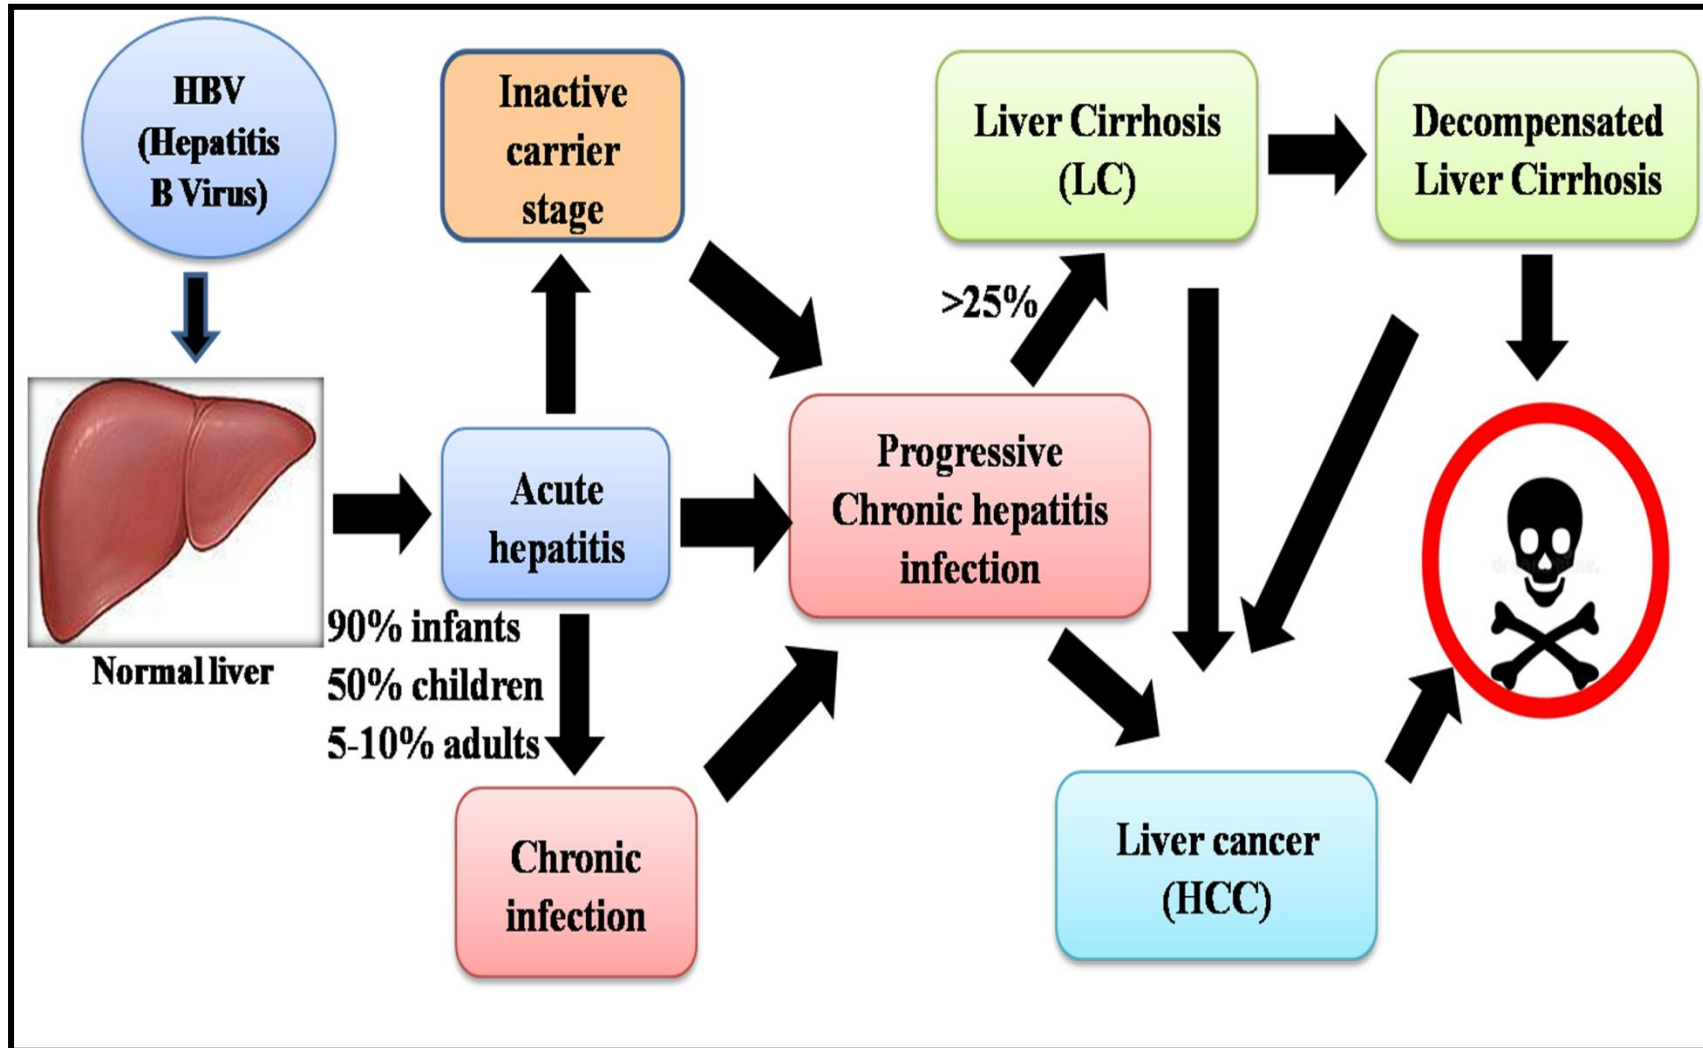 HBV
(Hepatitis
B Virus)
Inactive
carrier
stage
Liver Cirrhosis
(LC)
Decompensated
Liver Cirrhosis
>25%
Normal liver
Acute
hepatitis
90% infants
50% children
5-10% adults
Progressive
Chronic hepatitis
infection
Chronic
infection
Liver cancer
(HCC)